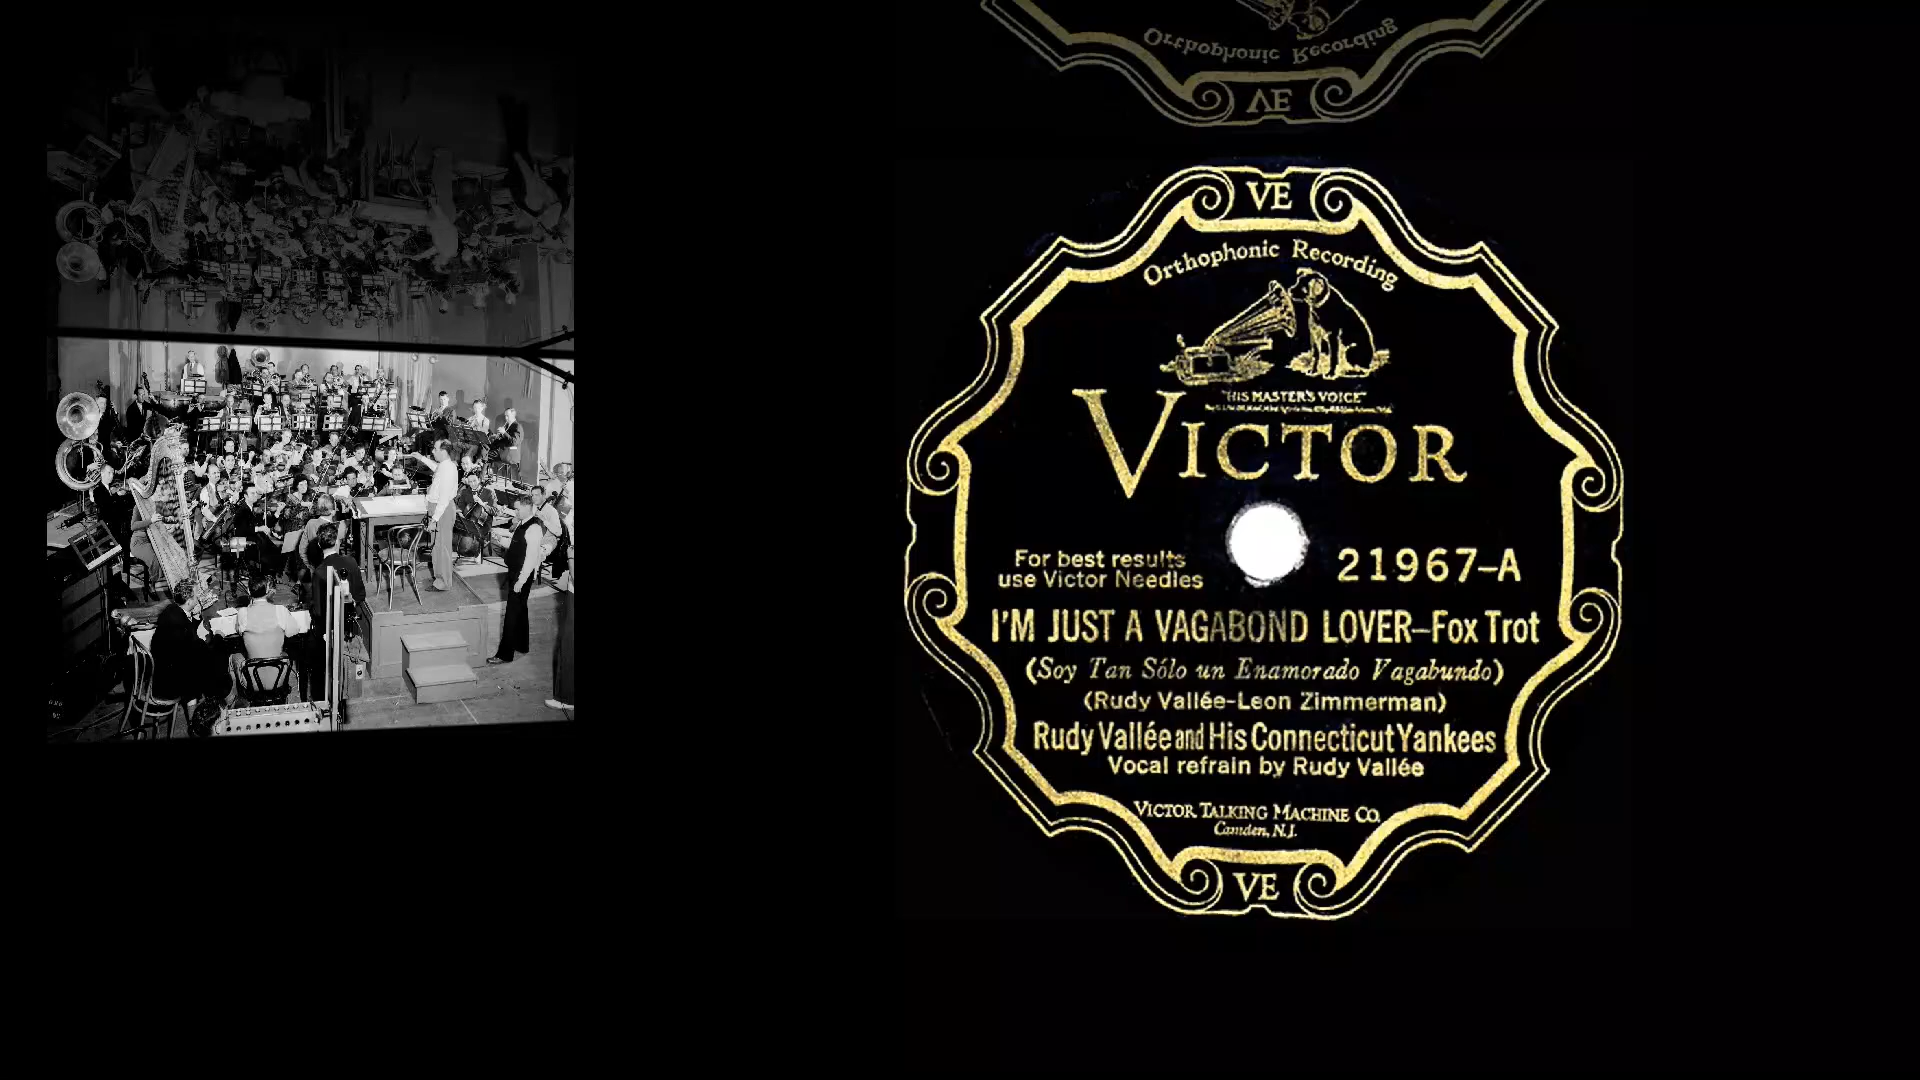 Orthophonic Recording
VE
VE
Orthophonic Recording
"HIS MASTER'S VOICE"
VICTOR
For best results
use Victor Needles
21967-A
I'M JUST A VAGABOND LOVER-Fox Trot
(Soy Tan Sólo un Enamorado Vagabundo)
(Rudy Vallée-Leon Zimmerman)
Rudy Vallée and His Connecticut Yankees
Vocal refrain by Rudy Vallée
VICTOR TALKING MACHINE CO.
Camden, N.J.
VE